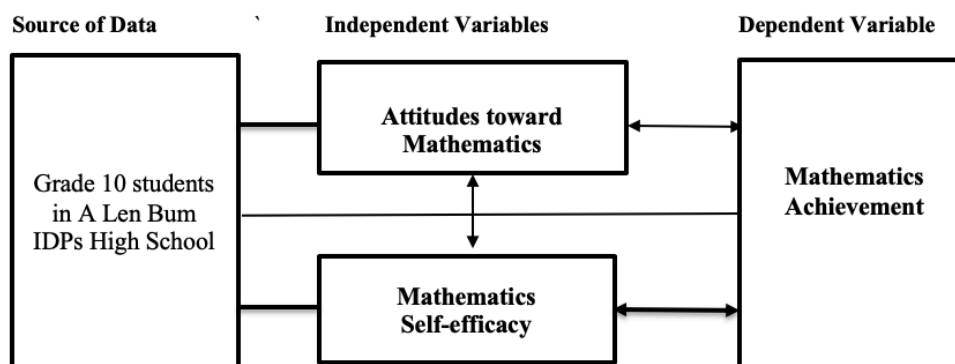 Source of Data ` Independent Variables Dependent Variable
Grade 10 students
in A Len Bum
IDPs High School
Attitudes toward
Mathematics
Mathematics
Self-efficacy
Mathematics
Achievement